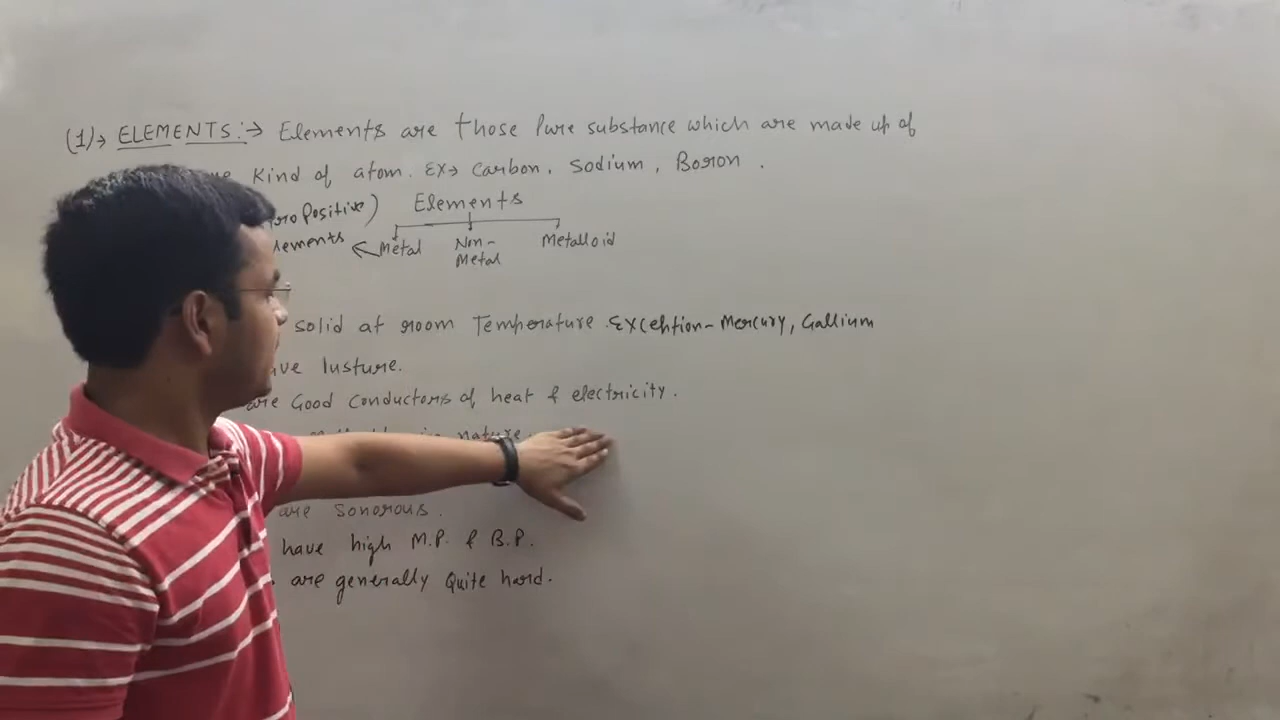 (1)→ ELEMENTS:→ Elements are those Pure substance which are made up of
Kind of atom. Ex→ Carbon, Sodium, Boron.
Positive) Elements
← Metal Non-Metal Metalloid
solid at room Temperature. Exception- Mercury, Gallium
lusture.
are Good conductors of heat & electricity.
nature.
are sonorous.
have high M.P. & B.P.
are generally Quite hard.